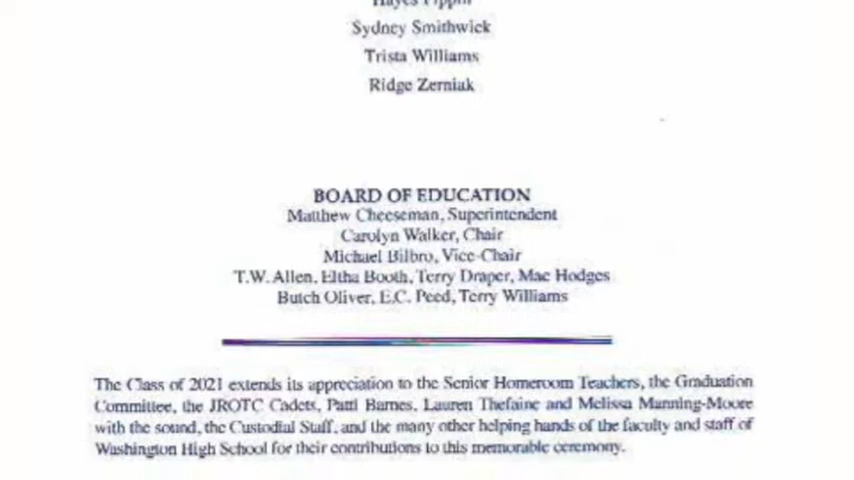 Hayes Pippin
Sydney Smithwick
Trista Williams
Ridge Zerniak
BOARD OF EDUCATION
Matthew Cheeseman, Superintendent
Carolyn Walker, Chair
Michael Bilbro, Vice-Chair
T.W. Allen, Eltha Booth, Terry Draper, Mac Hodges
Butch Oliver, E.C. Peed, Terry Williams
The Class of 2021 extends its appreciation to the Senior Homeroom Teachers, the Graduation
Committee, the JROTC Cadets, Patti Barnes, Lauren Thefaine and Melissa Manning-Moore
with the sound, the Custodial Staff, and the many other helping hands of the faculty and staff of
Washington High School for their contributions to this memorable ceremony.